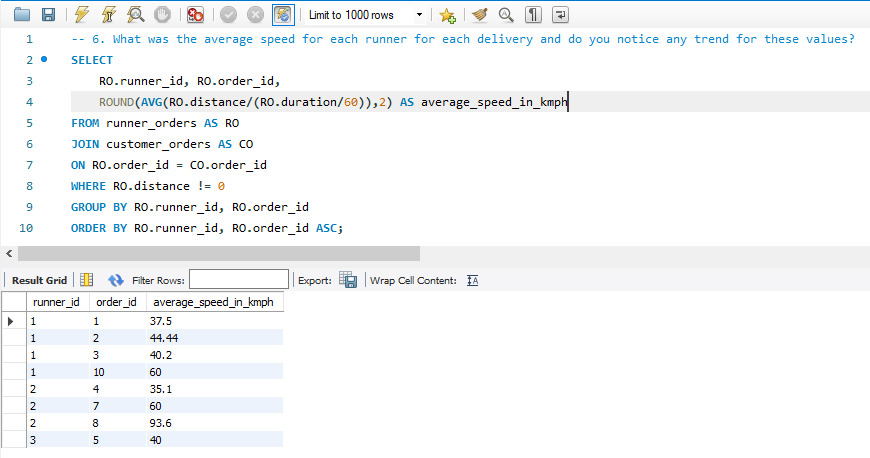 Limit to 1000 rows
1 -- 6. What was the average speed for each runner for each delivery and do you notice any trend for these values?
2 SELECT
3 RO.runner_id, RO.order_id,
4 ROUND(AVG(RO.distance/(RO.duration/60)),2) AS average_speed_in_kmph
5 FROM runner_orders AS RO
6 JOIN customer_orders AS CO
7 ON RO.order_id = CO.order_id
8 WHERE RO.distance != 0
9 GROUP BY RO.runner_id, RO.order_id
10 ORDER BY RO.runner_id, RO.order_id ASC;
Result Grid Filter Rows: Export: Wrap Cell Content: IA
runner_id order_id average_speed_in_kmph
1 1 37.5
1 2 44.44
1 3 40.2
1 10 60
2 4 35.1
2 7 60
2 8 93.6
3 5 40